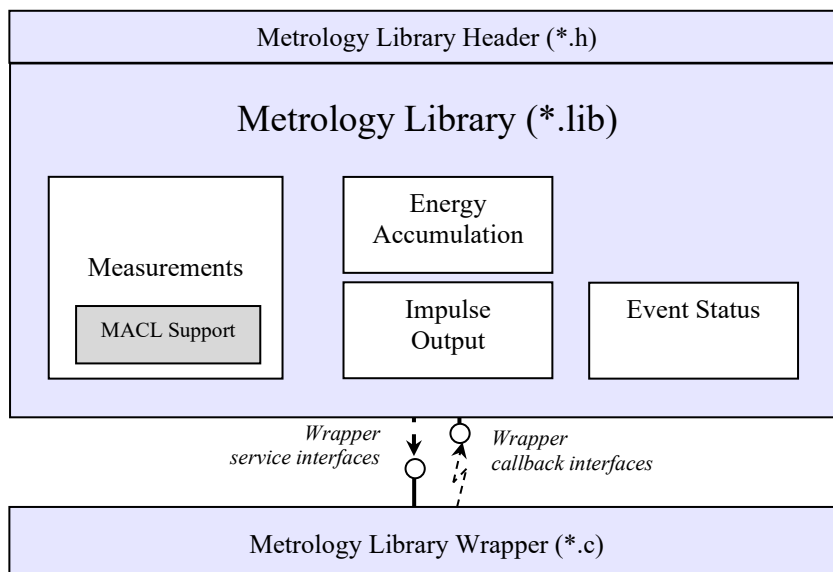 Metrology Library Header (*.h)
Metrology Library (*.lib)
Measurements
MACL Support
Energy
Accumulation
Impulse
Output
Event Status
Wrapper
service interfaces
Wrapper
callback interfaces
Metrology Library Wrapper (*.c)